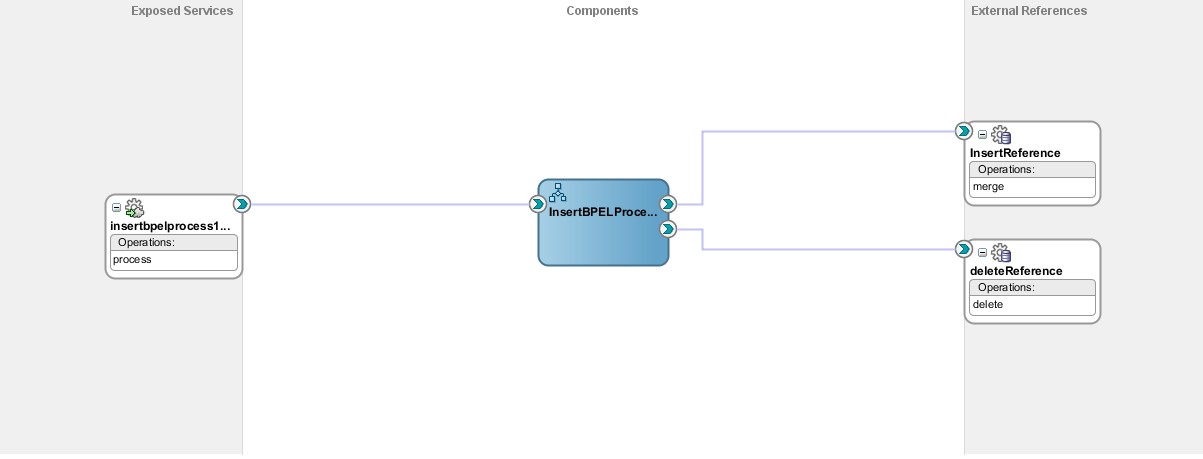 Exposed Services
Components
External References
insertbpelprocess1...
Operations:
process
InsertBPELProce...
InsertReference
Operations:
merge
deleteReference
Operations:
delete